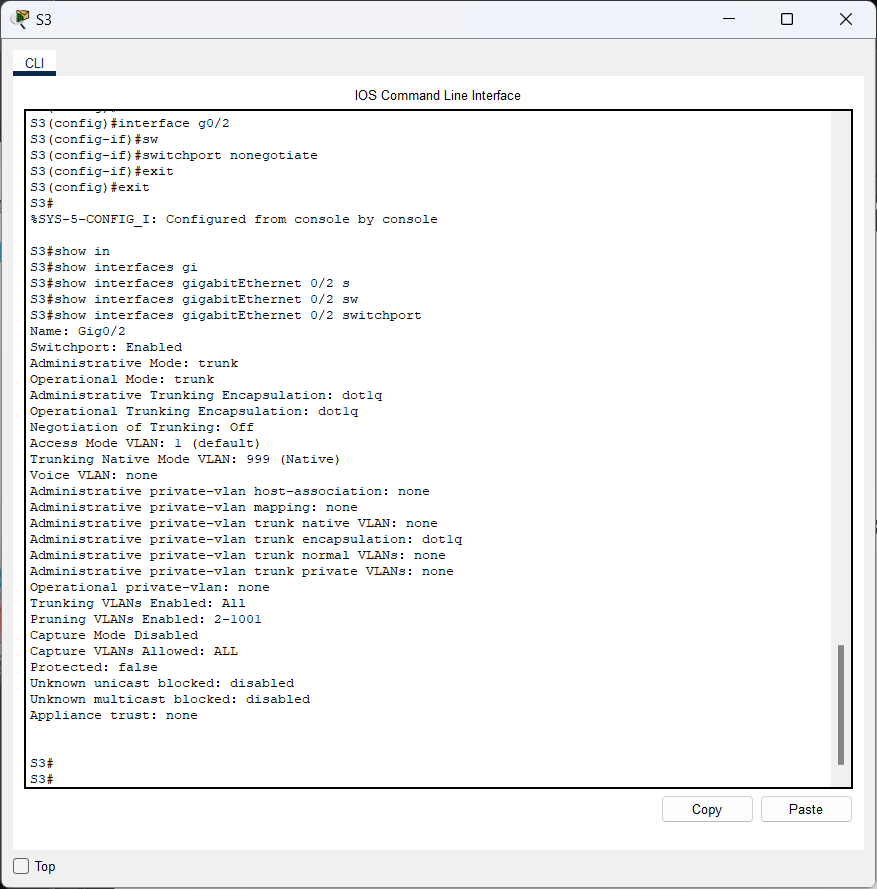 S3
CLI
IOS Command Line Interface
S3(config)#interface g0/2
S3(config-if)#sw
S3(config-if)#switchport nonegotiate
S3(config-if)#exit
S3(config)#exit
S3#
%SYS-5-CONFIG_I: Configured from console by console
S3#show in
S3#show interfaces gi
S3#show interfaces gigabitEthernet 0/2 s
S3#show interfaces gigabitEthernet 0/2 sw
S3#show interfaces gigabitEthernet 0/2 switchport
Name: Gig0/2
Switchport: Enabled
Administrative Mode: trunk
Operational Mode: trunk
Administrative Trunking Encapsulation: dot1q
Operational Trunking Encapsulation: dot1q
Negotiation of Trunking: Off
Access Mode VLAN: 1 (default)
Trunking Native Mode VLAN: 999 (Native)
Voice VLAN: none
Administrative private-vlan host-association: none
Administrative private-vlan mapping: none
Administrative private-vlan trunk native VLAN: none
Administrative private-vlan trunk encapsulation: dot1q
Administrative private-vlan trunk normal VLANs: none
Administrative private-vlan trunk private VLANs: none
Operational private-vlan: none
Trunking VLANs Enabled: All
Pruning VLANs Enabled: 2-1001
Capture Mode Disabled
Capture VLANs Allowed: ALL
Protected: false
Unknown unicast blocked: disabled
Unknown multicast blocked: disabled
Appliance trust: none
S3#
S3#
Copy Paste
Top